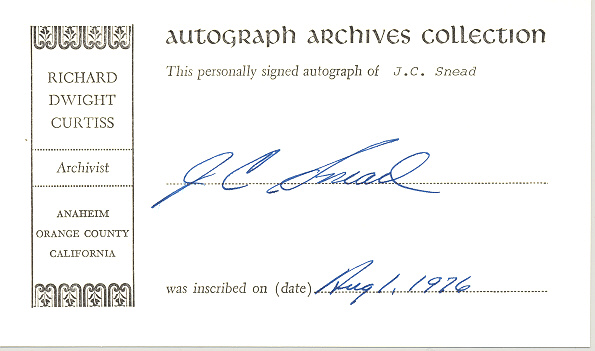 RICHARD
DWIGHT
CURTISS
Archivist
ANAHEIM
ORANGE COUNTY
CALIFORNIA
autograph archives collection
This personally signed autograph of J.C. Snead
J C Snead
was inscribed on (date) Aug 1, 1976